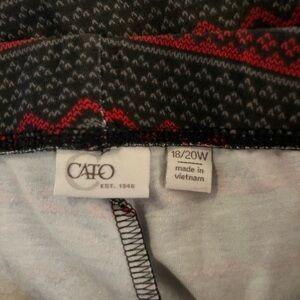 CATO
EST. 1946
18/20W
made in
vietnam